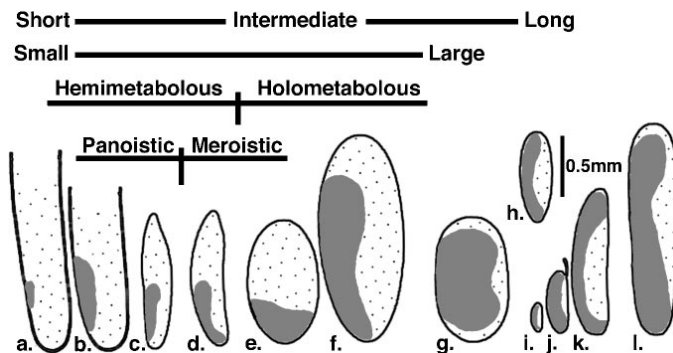 Short Intermediate Long
Small Large
Hemimetabolous Holometabolous
Panoistic Meroistic
0.5mm
h.
a. b. c. d. e. f. g. i. j. k. l.